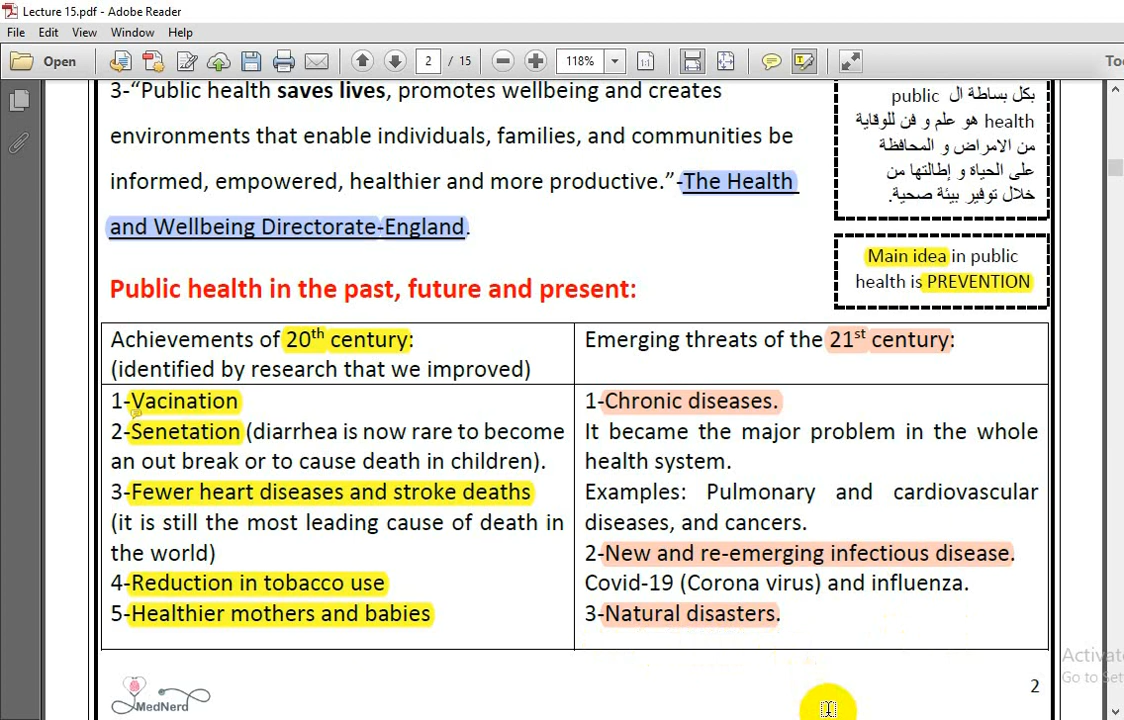 Lecture 15.pdf - Adobe Reader
File Edit View Window Help
Open 2 / 15 118% To
3-“Public health saves lives, promotes wellbeing and creates
environments that enable individuals, families, and communities be
informed, empowered, healthier and more productive.”-The Health
and Wellbeing Directorate-England.
بكل بساطة ال public
health هو علم و فن للوقاية
من الامراض و المحافظة
على الحياة و إطالتها من
خلال توفير بيئة صحية.
Main idea in public
health is PREVENTION
Public health in the past, future and present:
Achievements of 20th century:
(identified by research that we improved)
1-Vacination
2-Senetation (diarrhea is now rare to become
an out break or to cause death in children).
3-Fewer heart diseases and stroke deaths
(it is still the most leading cause of death in
the world)
4-Reduction in tobacco use
5-Healthier mothers and babies
Emerging threats of the 21st century:
1-Chronic diseases.
It became the major problem in the whole
health system.
Examples: Pulmonary and cardiovascular
diseases, and cancers.
2-New and re-emerging infectious disease.
Covid-19 (Corona virus) and influenza.
3-Natural disasters.
MedNerd
2
Activate
Go to Set